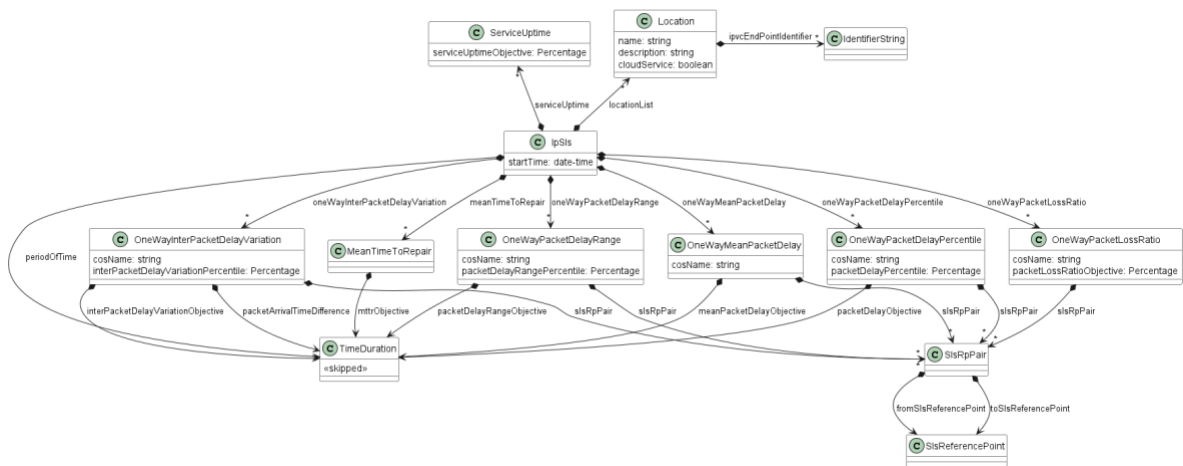 C ServiceUptime
serviceUptimeObjective: Percentage
C Location
name: string
description: string
cloudService: boolean
ipvcEndPointIdentifier *
C IdentifierString
*
*
serviceUptime
locationList
C IpSls
startTime: date-time
oneWayInterPacketDelayVariation
meanTimeToRepair
oneWayPacketDelayRange
oneWayMeanPacketDelay
oneWayPacketDelayPercentile
oneWayPacketLossRatio
*
*
*
*
*
*
periodOfTime
C OneWayInterPacketDelayVariation
cosName: string
interPacketDelayVariationPercentile: Percentage
C MeanTimeToRepair
C OneWayPacketDelayRange
cosName: string
packetDelayRangePercentile: Percentage
C OneWayMeanPacketDelay
cosName: string
C OneWayPacketDelayPercentile
cosName: string
packetDelayPercentile: Percentage
C OneWayPacketLossRatio
cosName: string
packetLossRatioObjective: Percentage
interPacketDelayVariationObjective
packetArrivalTimeDifference
mttrObjective
packetDelayRangeObjective
slsRpPair
slsRpPair
meanPacketDelayObjective
packetDelayObjective
slsRpPair
slsRpPair
slsRpPair
*
*
*
*
*
C TimeDuration
«skipped»
C SlsRpPair
fromSlsReferencePoint
toSlsReferencePoint
C SlsReferencePoint